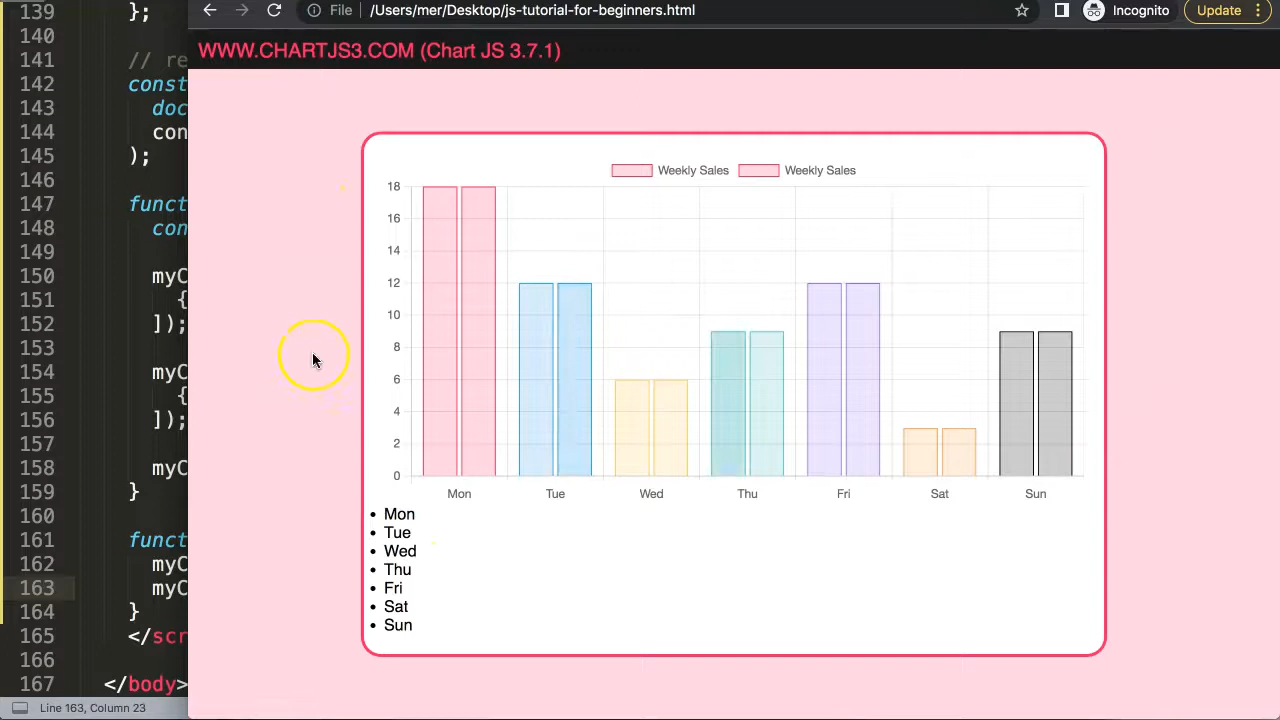 File
/Users/mer/Desktop/js-tutorial-for-beginners.html
Incognito
Update
WWW.CHARTJS3.COM (Chart JS 3.7.1)
139 };
140
141 // re
142 const
143 doc
144 con
145 );
146
147 funct
148 con
149
150 myC
151 {
152 ]);
153
154 myC
155 {
156 ]);
157
158 myC
159 }
160
161 funct
162 myC
163 myC
164 }
165 </scr
166
167 </body>
Line 163, Column 23
Weekly Sales Weekly Sales
18
16
14
12
10
8
6
4
2
0
Mon Tue Wed Thu Fri Sat Sun
• Mon
• Tue
• Wed
• Thu
• Fri
• Sat
• Sun